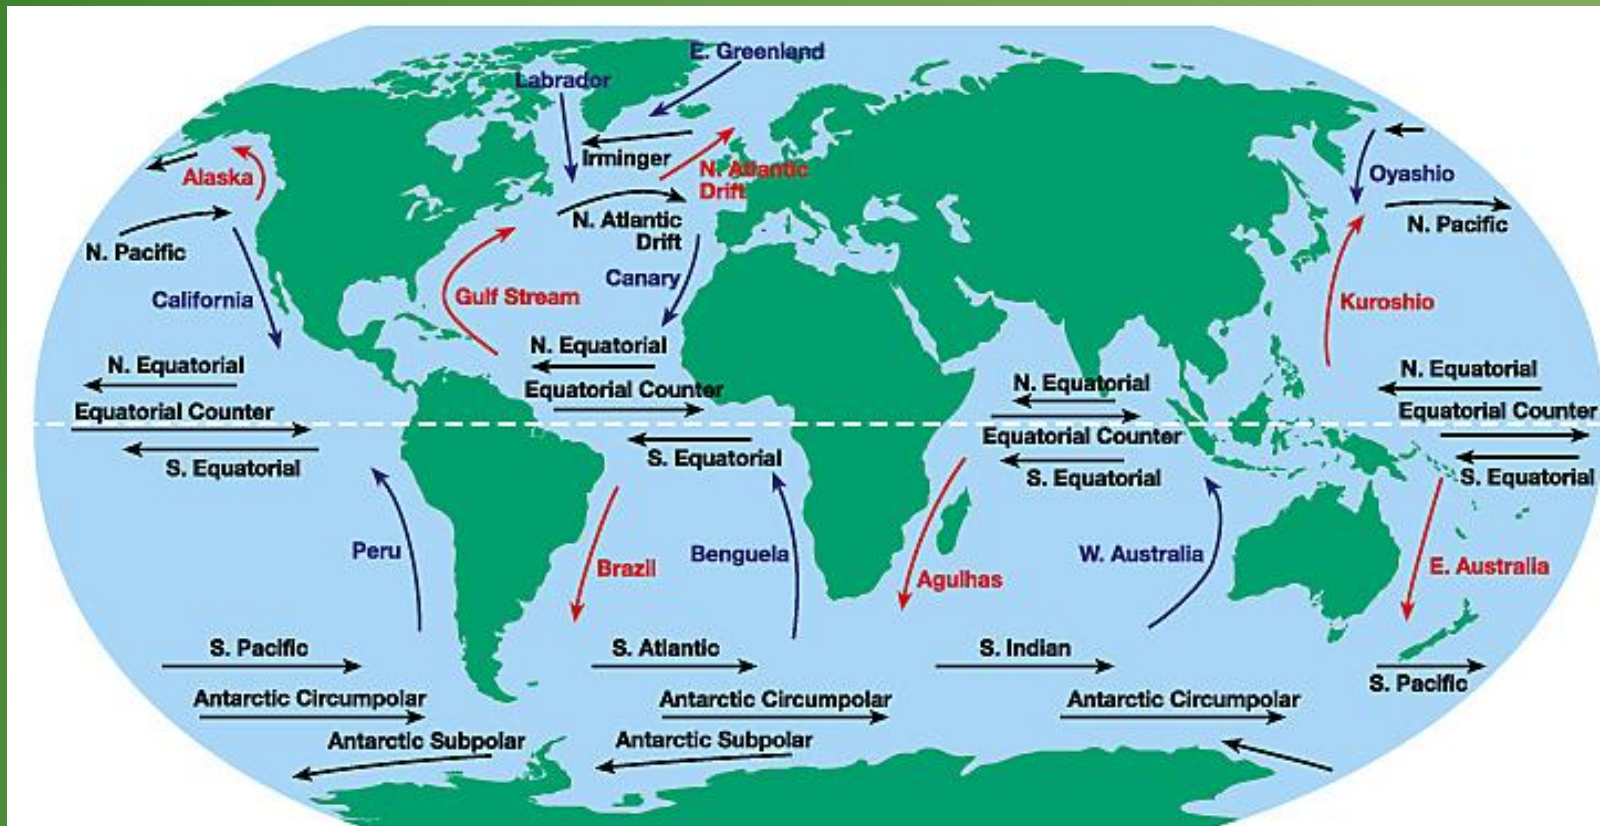 E. Greenland
Labrador
Irminger
N. Atlantic
Drift
Alaska
Oyashio
N. Pacific
N. Atlantic
Drift
N. Pacific
California
Canary
Gulf Stream
Kuroshio
N. Equatorial
N. Equatorial
N. Equatorial
N. Equatorial
Equatorial Counter
Equatorial Counter
Equatorial Counter
Equatorial Counter
S. Equatorial
S. Equatorial
S. Equatorial
S. Equatorial
Peru
Brazil
Benguela
Agulhas
W. Australia
E. Australia
S. Pacific
S. Atlantic
S. Indian
S. Pacific
Antarctic Circumpolar
Antarctic Circumpolar
Antarctic Circumpolar
Antarctic Subpolar
Antarctic Subpolar